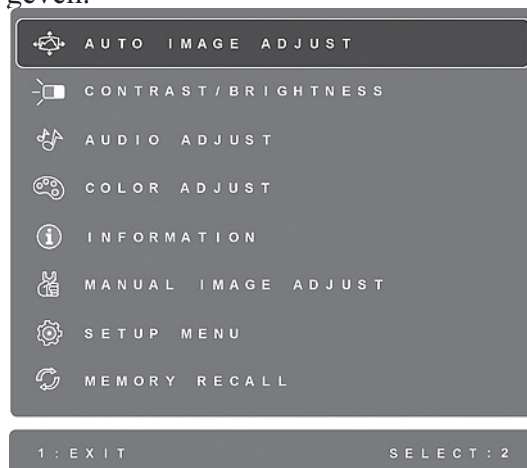 geven.
AUTO IMAGE ADJUST
CONTRAST/BRIGHTNESS
AUDIO ADJUST
COLOR ADJUST
INFORMATION
MANUAL IMAGE ADJUST
SETUP MENU
MEMORY RECALL
1:EXIT SELECT:2